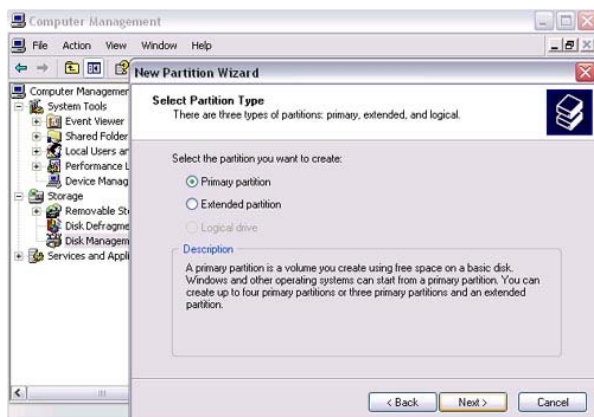 Computer Management
File Action View Window Help
New Partition Wizard
Computer Managemer
System Tools
Event Viewer
Shared Folder
Local Users ar
Performance L
Device Manag
Storage
Removable St
Disk Defragme
Disk Managem
Services and Appli
Select Partition Type
There are three types of partitions: primary, extended, and logical.
Select the partition you want to create:
Primary partition
Extended partition
Logical drive
Description
A primary partition is a volume you create using free space on a basic disk.
Windows and other operating systems can start from a primary partition. You can
create up to four primary partitions or three primary partitions and an extended
partition.
< Back Next > Cancel